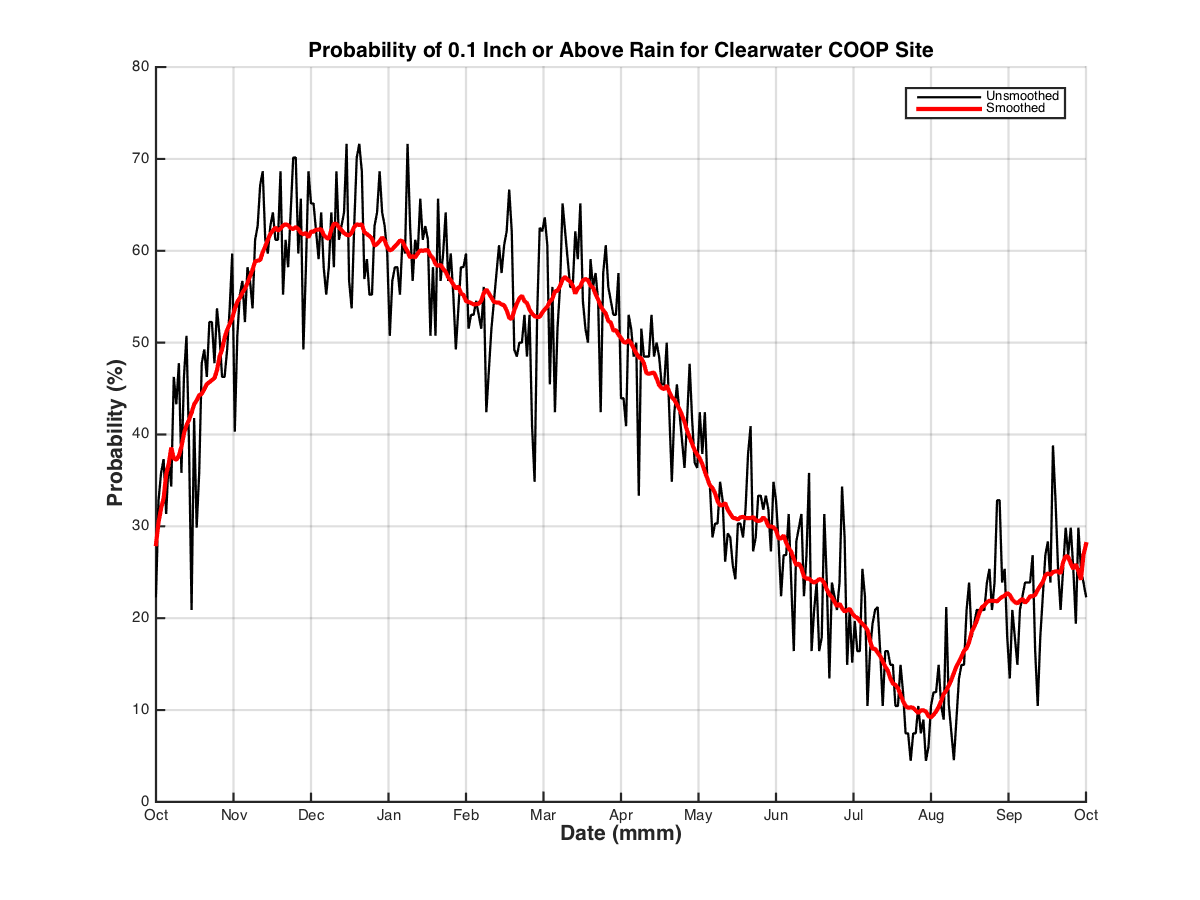 Probability of 0.1 Inch or Above Rain for Clearwater COOP Site
Unsmoothed
Smoothed
Probability (%)
80
70
60
50
40
30
20
10
0
Oct Nov Dec Jan Feb Mar Apr May Jun Jul Aug Sep Oct
Date (mmm)